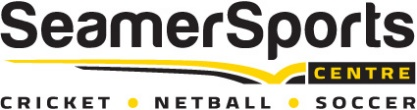 SeamerSports
CENTRE
CRICKET • NETBALL • SOCCER